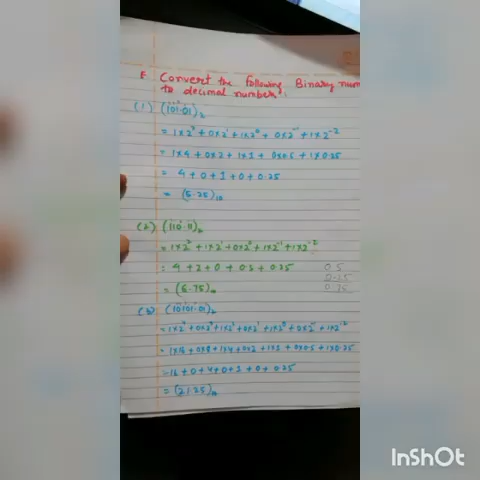 Convert the following Binary num
to decimal numbers.
(1) (101.01)₂
= 1×2² + 0×2¹ + 1×2⁰ + 0×2⁻¹ + 1×2⁻²
= 1×4 + 0×2 + 1×1 + 0×0.5 + 1×0.25
= 4 + 0 + 1 + 0 + 0.25
= (5.25)₁₀
(2) (110.11)₂
= 1×2² + 1×2¹ + 0×2⁰ + 1×2⁻¹ + 1×2⁻²
= 4 + 2 + 0 + 0.5 + 0.25
0.5
0.25
0.75
= (6.75)₁₀
(3) (10101.01)₂
= 1×2⁴ + 0×2³ + 1×2² + 0×2¹ + 1×2⁰ + 0×2⁻¹ + 1×2⁻²
= 1×16 + 0×8 + 1×4 + 0×2 + 1×1 + 0×0.5 + 1×0.25
= 16 + 0 + 4 + 0 + 1 + 0 + 0.25
= (21.25)₁₀
InShOt